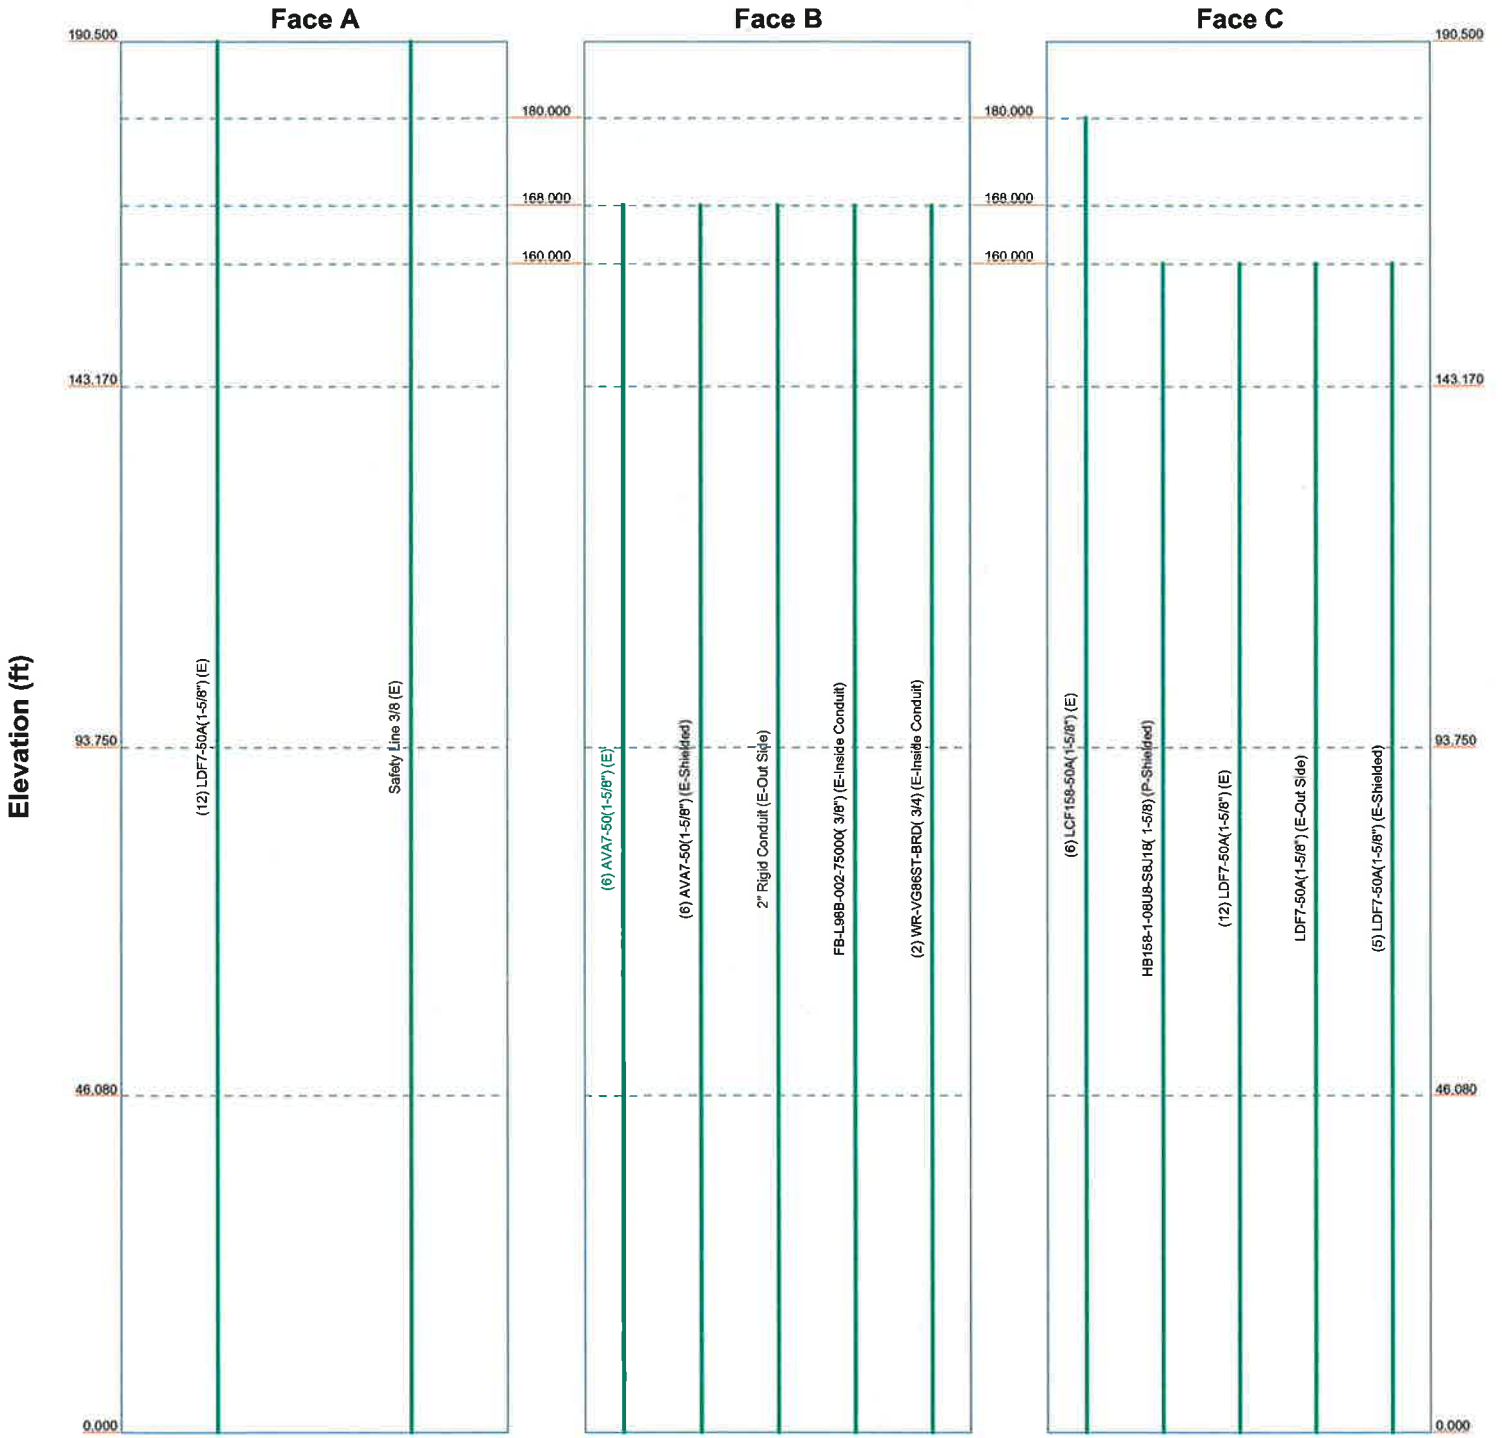 Face A
Face B
Face C
190.500
190.500
180.000
180.000
168.000
168.000
160.000
160.000
143.170
143.170
93.750
93.750
46.080
46.080
0.000
0.000
Elevation (ft)
(12) LDF7-50A(1-5/8") (E)
Safety Line 3/8 (E)
(6) AVA7-50(1-5/8") (E)
(6) AVA7-50(1-5/8") (E-Shielded)
2" Rigid Conduit (E-Out Side)
FB-L98B-002-75000( 3/8") (E-Inside Conduit)
(2) WR-VG86ST-BRD( 3/4) (E-Inside Conduit)
(6) LCF158-50A(1-5/8") (E)
HB158-1-08U8-S8J18( 1-5/8) (P-Shielded)
(12) LDF7-50A(1-5/8") (E)
LDF7-50A(1-5/8") (E-Out Side)
(5) LDF7-50A(1-5/8") (E-Shielded)